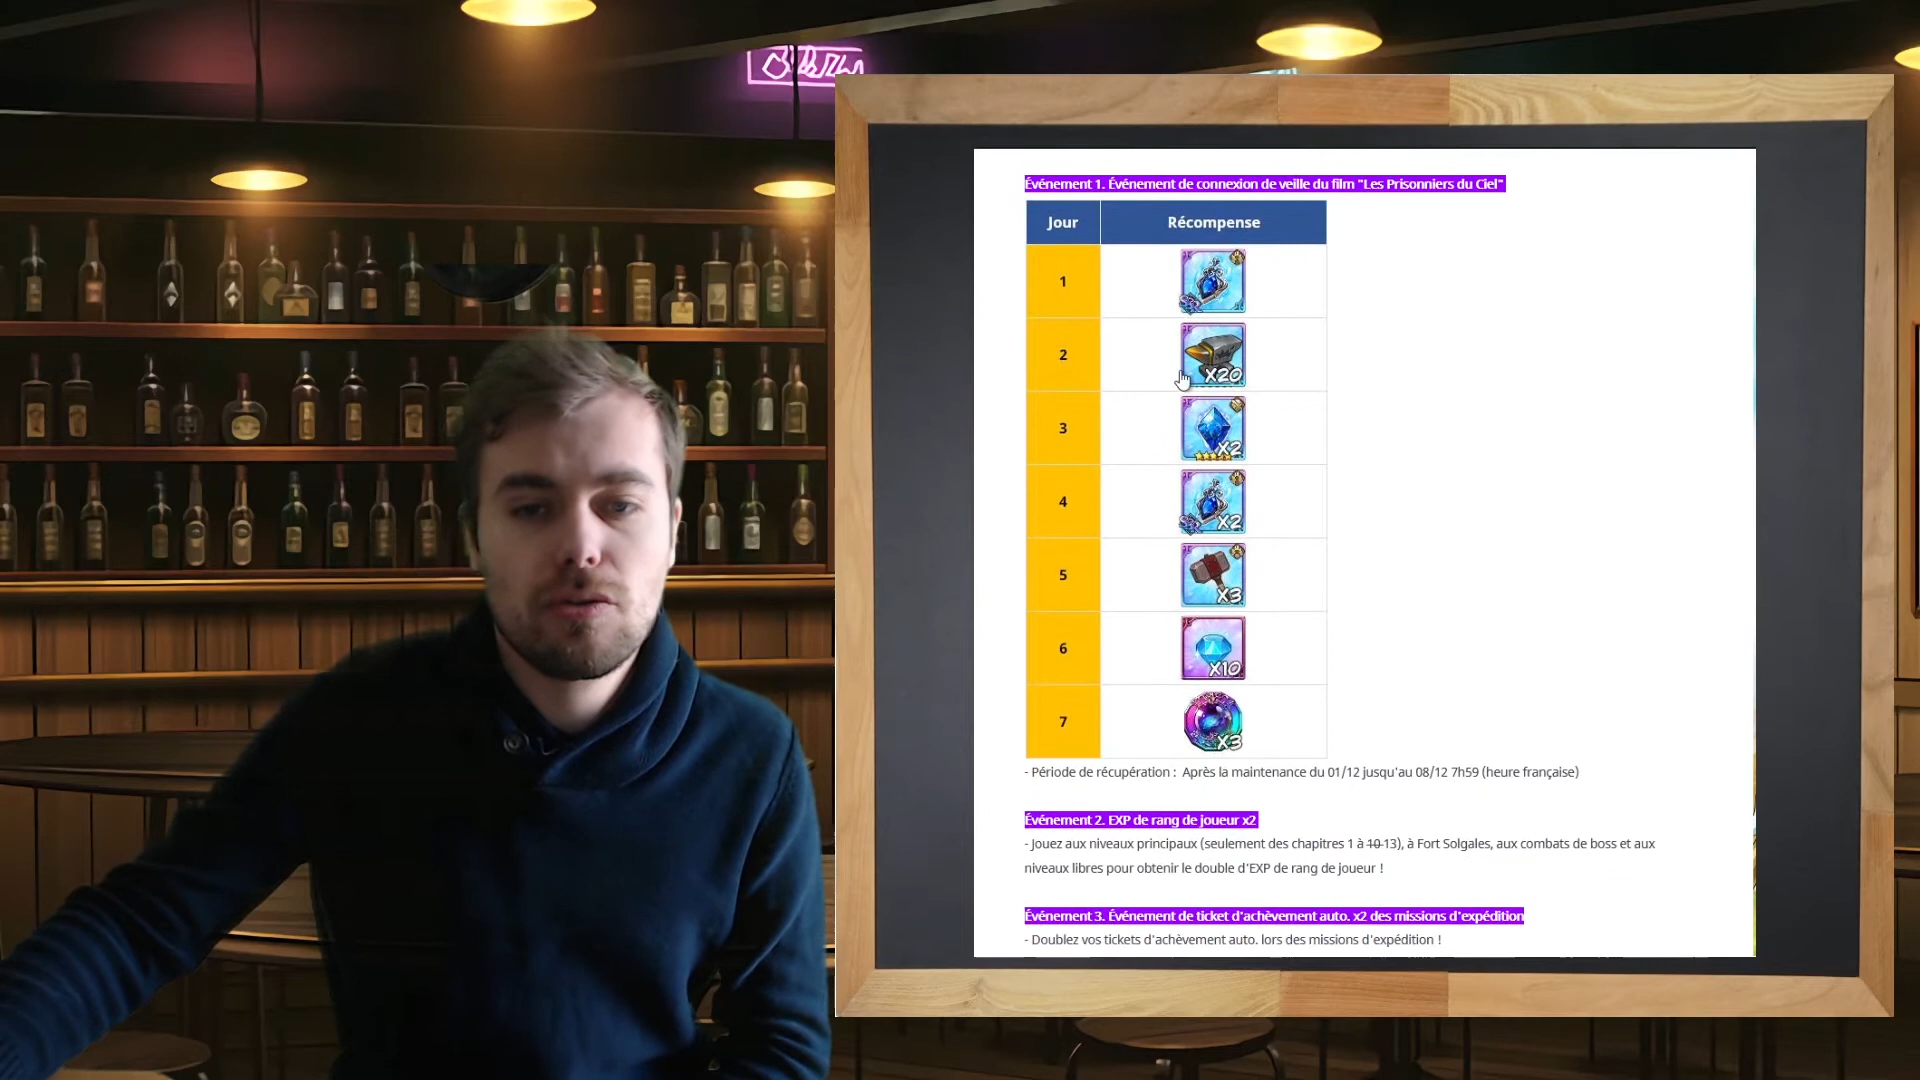 Événement 1. Événement de connexion de veille du film "Les Prisonniers du Ciel"
Jour Récompense
1
2 X20
3 X2
4 X2
5 X3
6 X10
7 X3
- Période de récupération : Après la maintenance du 01/12 jusqu'au 08/12 7h59 (heure française)
Événement 2. EXP de rang de joueur x2
- Jouez aux niveaux principaux (seulement des chapitres 1 à 10 13), à Fort Solgales, aux combats de boss et aux
niveaux libres pour obtenir le double d'EXP de rang de joueur !
Événement 3. Événement de ticket d'achèvement auto. x2 des missions d'expédition
- Doublez vos tickets d'achèvement auto. lors des missions d'expédition !